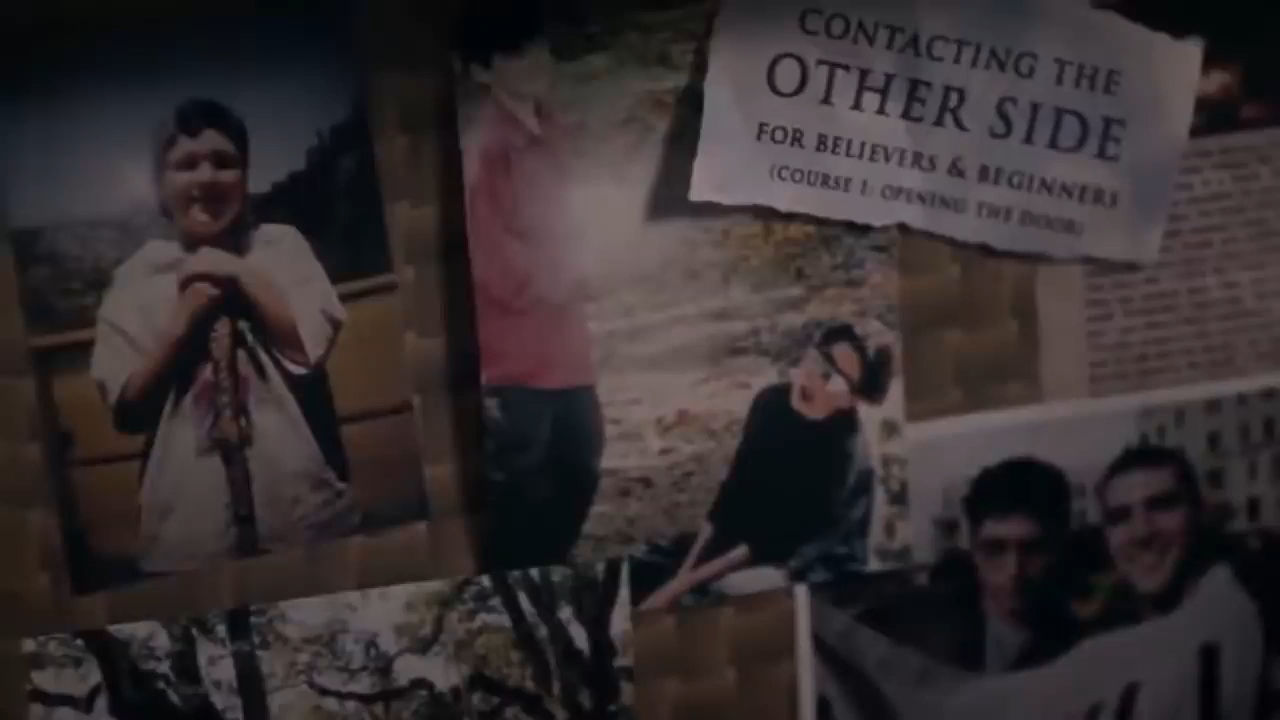 CONTACTING THE
OTHER SIDE
FOR BELIEVERS & BEGINNERS
(COURSE 1: OPENING THE DOOR)